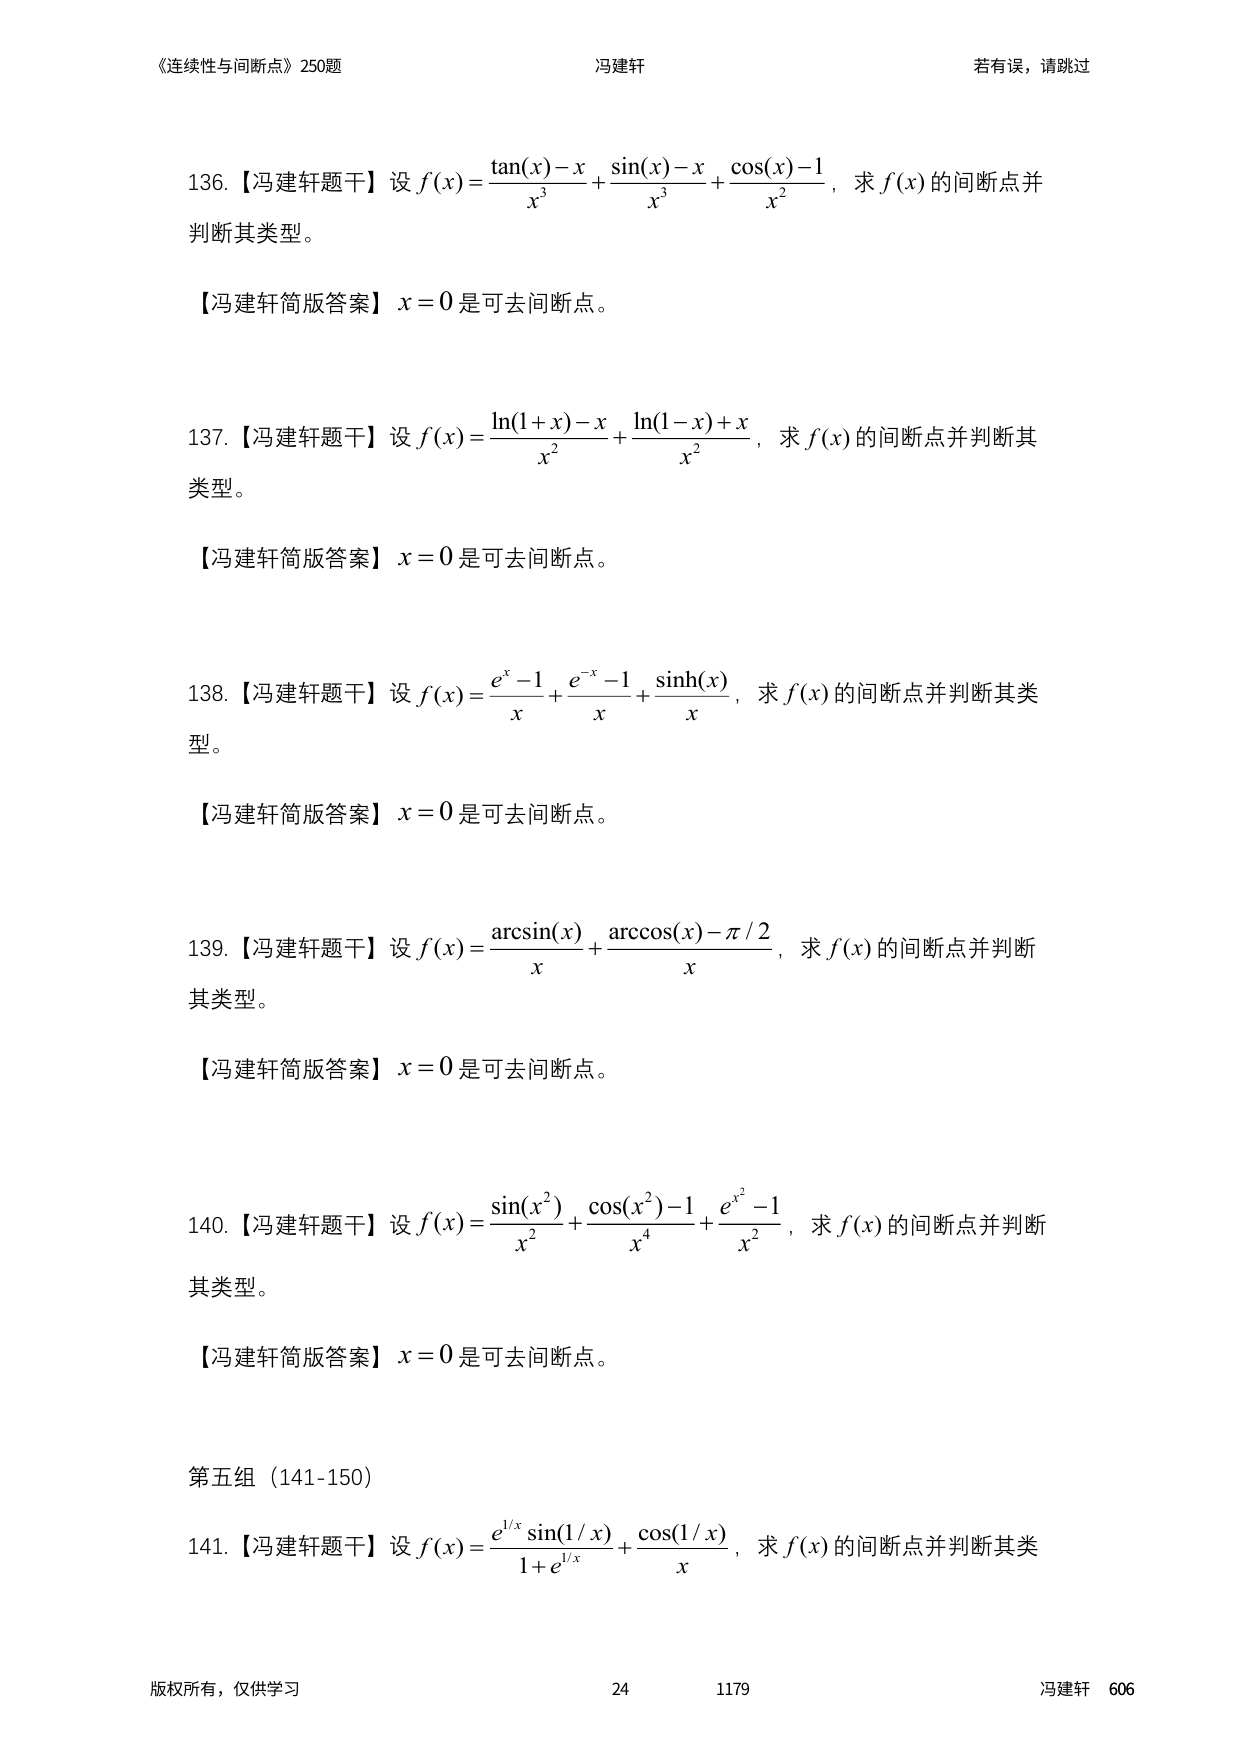 《连续性与间断点》250题 冯建轩 若有误，请跳过
136.【冯建轩题干】设 f(x) = (tan(x) − x)/x³ + (sin(x) − x)/x³ + (cos(x) − 1)/x²，求 f(x) 的间断点并
判断其类型。
【冯建轩简版答案】 x = 0 是可去间断点。
137.【冯建轩题干】设 f(x) = (ln(1 + x) − x)/x² + (ln(1 − x) + x)/x²，求 f(x) 的间断点并判断其
类型。
【冯建轩简版答案】 x = 0 是可去间断点。
138.【冯建轩题干】设 f(x) = (eˣ − 1)/x + (e⁻ˣ − 1)/x + sinh(x)/x，求 f(x) 的间断点并判断其类
型。
【冯建轩简版答案】 x = 0 是可去间断点。
139.【冯建轩题干】设 f(x) = arcsin(x)/x + (arccos(x) − π / 2)/x，求 f(x) 的间断点并判断
其类型。
【冯建轩简版答案】 x = 0 是可去间断点。
140.【冯建轩题干】设 f(x) = sin(x²)/x² + (cos(x²) − 1)/x⁴ + (e^(x²) − 1)/x²，求 f(x) 的间断点并判断
其类型。
【冯建轩简版答案】 x = 0 是可去间断点。
第五组（141-150）
141.【冯建轩题干】设 f(x) = (e^(1/x) sin(1 / x))/(1 + e^(1/x)) + cos(1 / x)/x，求 f(x) 的间断点并判断其类
版权所有，仅供学习 24 1179 冯建轩 606